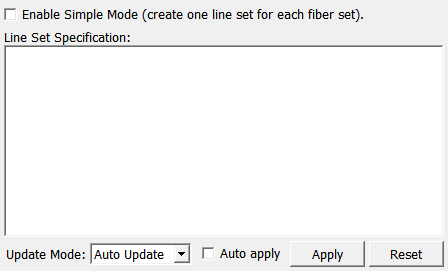 Enable Simple Mode (create one line set for each fiber set).
Line Set Specification:
Update Mode: Auto Update Auto apply Apply Reset